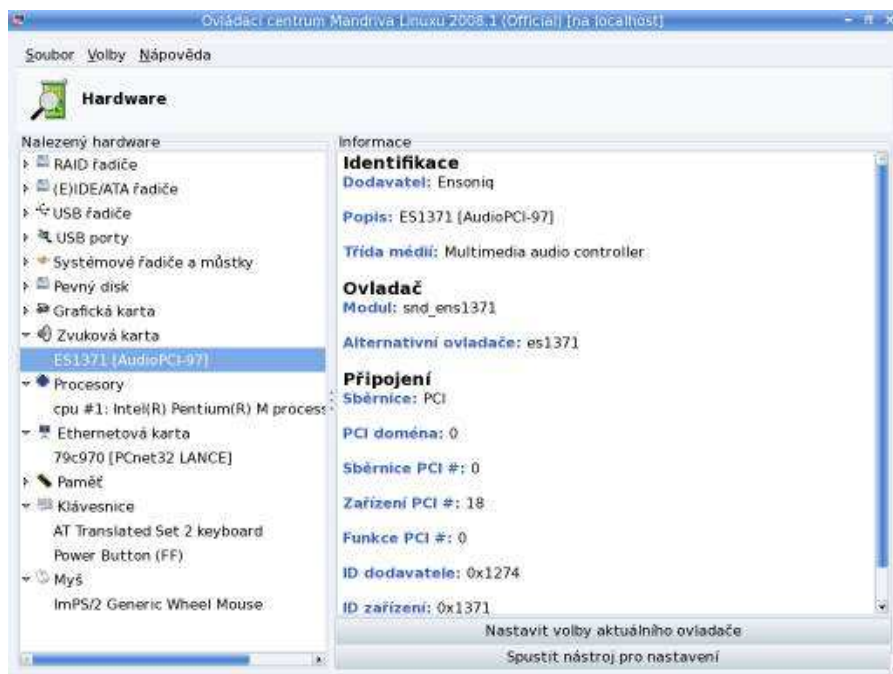 Ovládací centrum Mandriva Linuxu 2008.1 (Official) [na localhost]
Soubor Volby Nápověda
Hardware
Nalezený hardware
RAID řadiče
(E)IDE/ATA řadiče
USB řadiče
USB porty
Systémové řadiče a můstky
Pevný disk
Grafická karta
Zvuková karta
ES1371 [AudioPCI-97]
Procesory
cpu #1: Intel(R) Pentium(R) M process
Ethernetová karta
79c970 [PCnet32 LANCE]
Paměť
Klávesnice
AT Translated Set 2 keyboard
Power Button (FF)
Myš
ImPS/2 Generic Wheel Mouse
Informace
Identifikace
Dodavatel: Ensoniq
Popis: ES1371 [AudioPCI-97]
Třída médií: Multimedia audio controller
Ovladač
Modul: snd_ens1371
Alternativní ovladače: es1371
Připojení
Sběrnice: PCI
PCI doména: 0
Sběrnice PCI #: 0
Zařízení PCI #: 18
Funkce PCI #: 0
ID dodavatele: 0x1274
ID zařízení: 0x1371
Nastavit volby aktuálního ovladače
Spustit nástroj pro nastavení